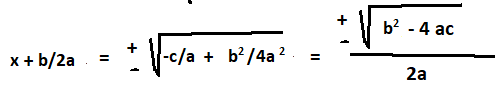 x + b/2a = ± √(-c/a + b²/4a²) = ± √(b² - 4 ac) / 2a